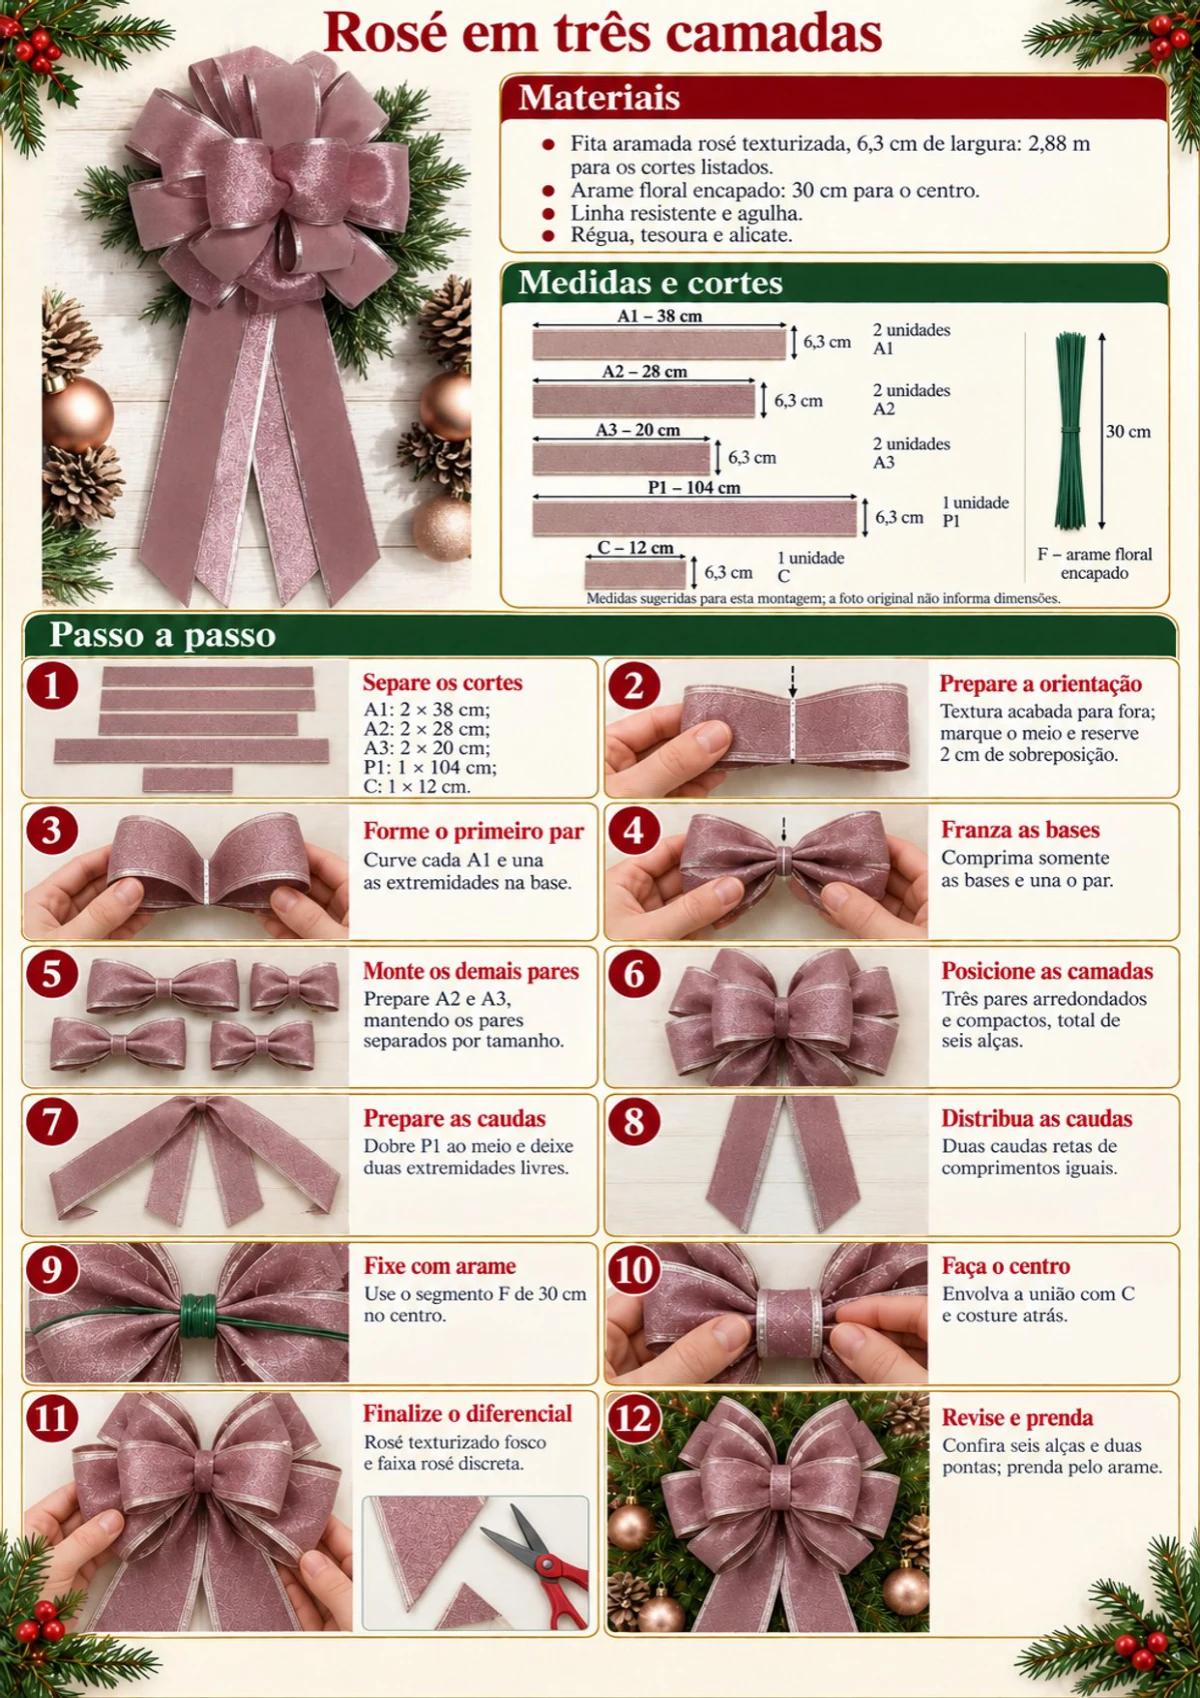 Rosé em três camadas
Materiais
● Fita aramada rosé texturizada, 6,3 cm de largura: 2,88 m
para os cortes listados.
● Arame floral encapado: 30 cm para o centro.
● Linha resistente e agulha.
● Régua, tesoura e alicate.
Medidas e cortes
A1 – 38 cm
6,3 cm
2 unidades
A1
A2 – 28 cm
6,3 cm
2 unidades
A2
A3 – 20 cm
6,3 cm
2 unidades
A3
P1 – 104 cm
6,3 cm
1 unidade
P1
C – 12 cm
6,3 cm
1 unidade
C
30 cm
F – arame floral
encapado
Medidas sugeridas para esta montagem; a foto original não informa dimensões.
Passo a passo
1
Separe os cortes
A1: 2 × 38 cm;
A2: 2 × 28 cm;
A3: 2 × 20 cm;
P1: 1 × 104 cm;
C: 1 × 12 cm.
2
Prepare a orientação
Textura acabada para fora;
marque o meio e reserve
2 cm de sobreposição.
3
Forme o primeiro par
Curve cada A1 e una
as extremidades na base.
4
Franza as bases
Comprima somente
as bases e una o par.
5
Monte os demais pares
Prepare A2 e A3,
mantendo os pares
separados por tamanho.
6
Posicione as camadas
Três pares arredondados
e compactos, total de
seis alças.
7
Prepare as caudas
Dobre P1 ao meio e deixe
duas extremidades livres.
8
Distribua as caudas
Duas caudas retas de
comprimentos iguais.
9
Fixe com arame
Use o segmento F de 30 cm
no centro.
10
Faça o centro
Envolva a união com C
e costure atrás.
11
Finalize o diferencial
Rosé texturizado fosco
e faixa rosé discreta.
12
Revise e prenda
Confira seis alças e duas
pontas; prenda pelo arame.